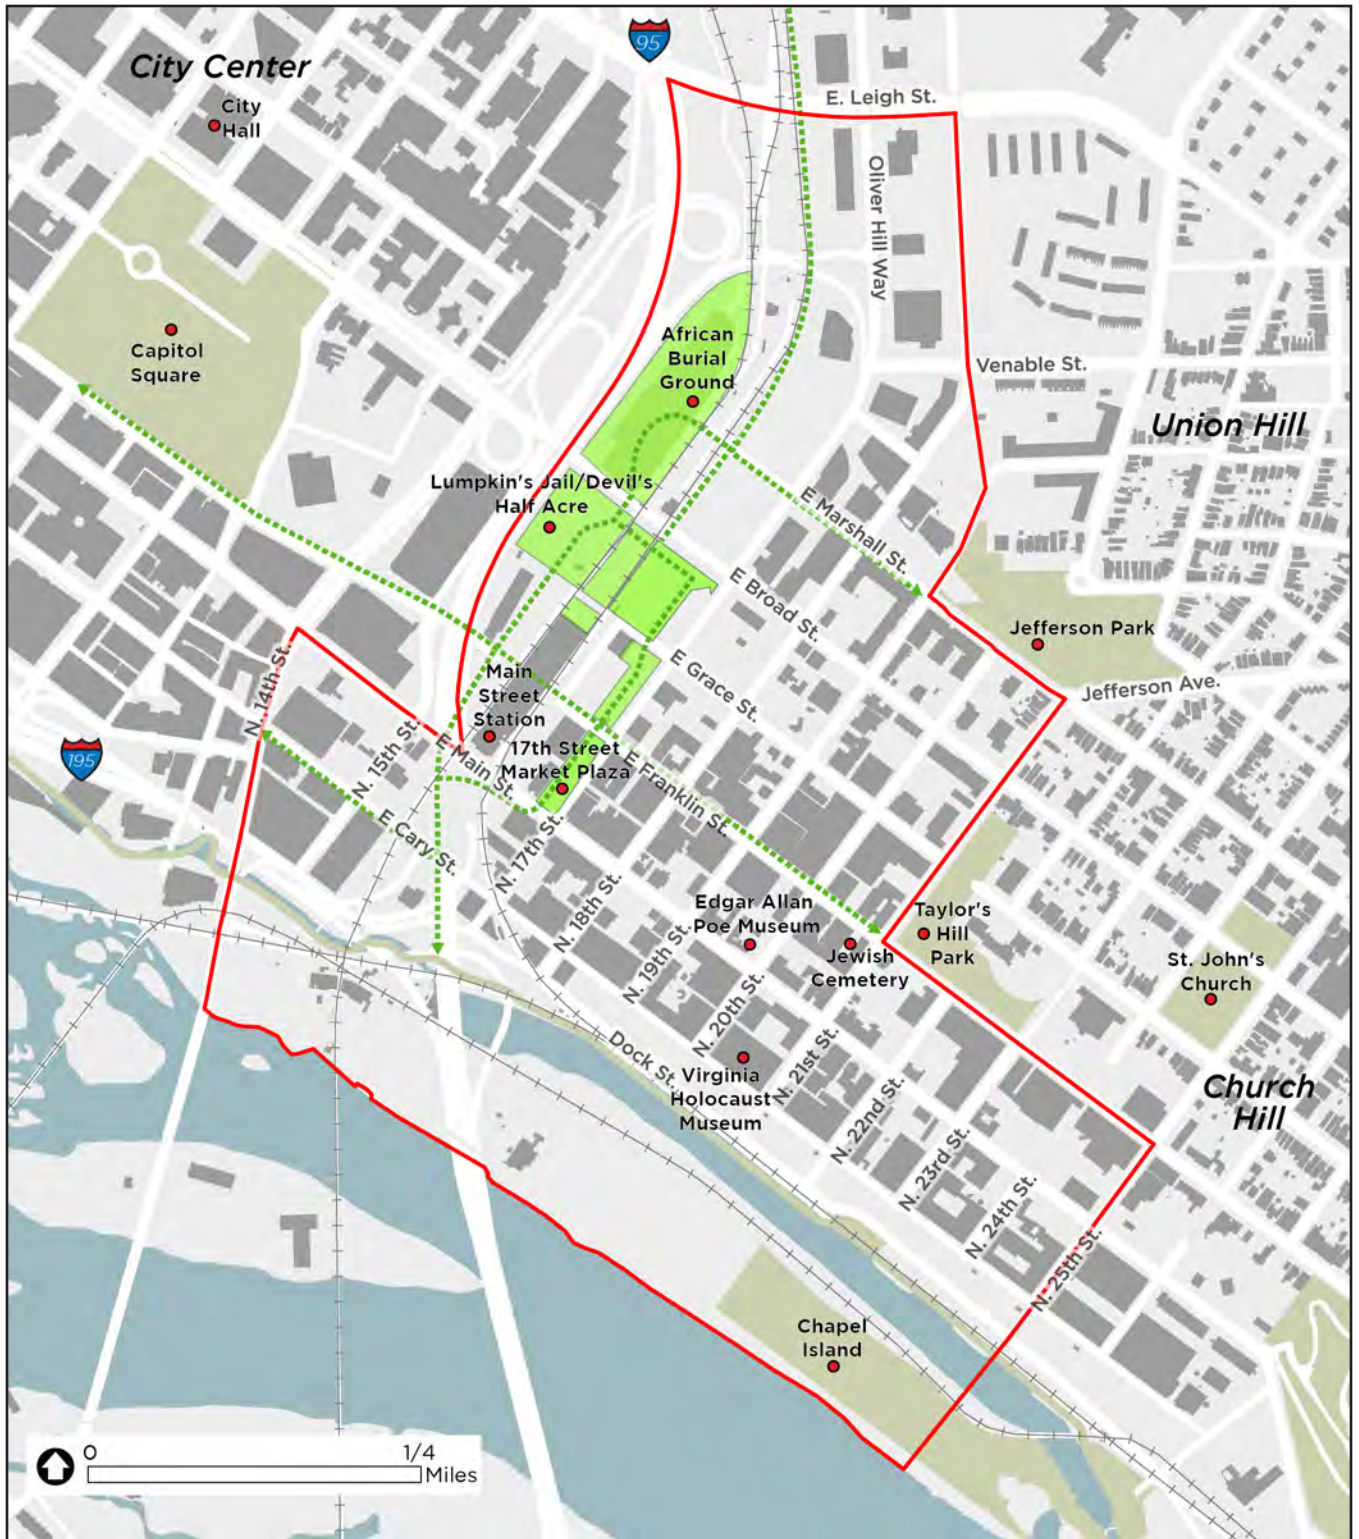 95
City Center
City
Hall
E. Leigh St.
Oliver Hill Way
Capitol
Square
African
Burial
Ground
Venable St.
Union Hill
Lumpkin's Jail/Devil's
Half Acre
E Marshall St.
E Broad St.
Jefferson Park
E Grace St.
Jefferson Ave.
N. 14th St.
Main
Street
Station
N. 15th St.
E Main St.
17th Street
Market Plaza
E Franklin St.
195
E Cary St.
N. 17th St.
N. 18th St.
Edgar Allan
Poe Museum
Taylor's
Hill
Park
N. 19th St.
Jewish
Cemetery
St. John's
Church
N. 20th St.
Dock St.
N. 21st St.
Virginia
Holocaust
Museum
N. 22nd St.
Church
Hill
N. 23rd St.
N. 24th St.
N. 25th St.
Chapel
Island
0 1/4
Miles